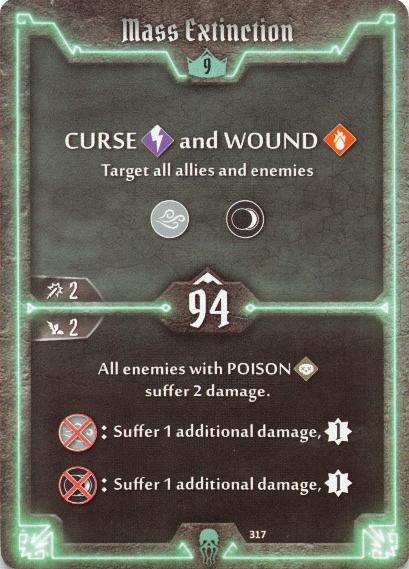 Mass Extinction
9
CURSE and WOUND
Target all allies and enemies
2
94
2
All enemies with POISON
suffer 2 damage.
: Suffer 1 additional damage, 1
: Suffer 1 additional damage, 1
317